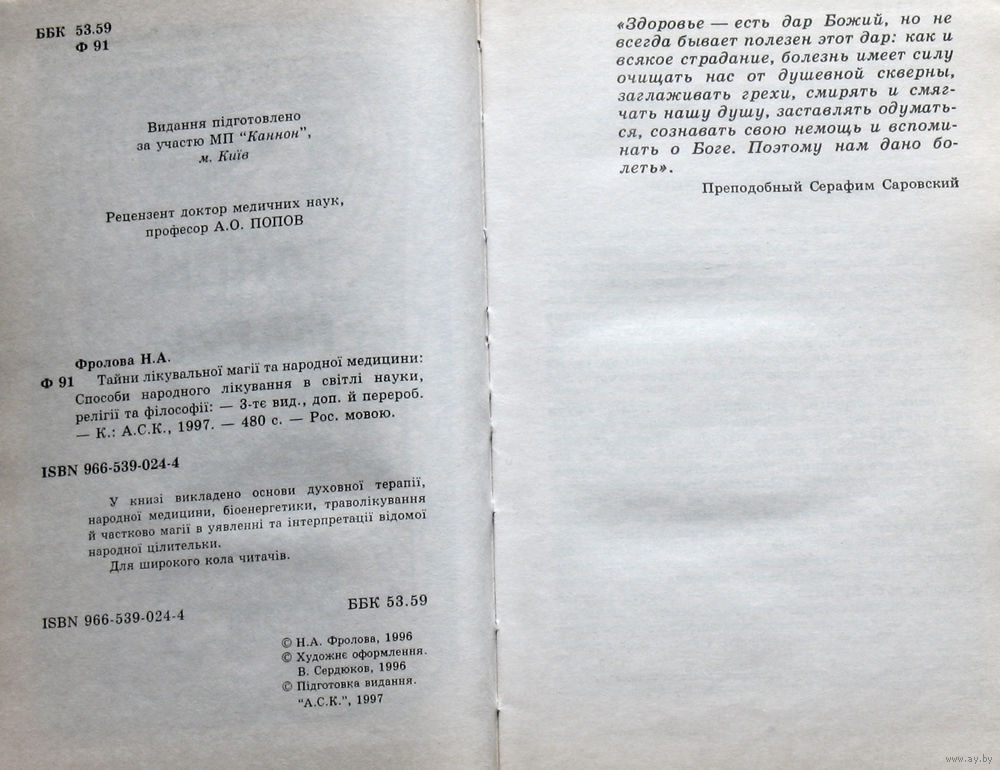 ББК 53.59
Ф 91
Видання підготовлено
за участю МП “Каннон”,
м. Київ
Рецензент доктор медичних наук,
професор А.О. ПОПОВ
Фролова Н.А.
Ф 91 Тайни лікувальної магії та народної медицини:
Способи народного лікування в світлі науки,
релігії та філософії: — 3-тє вид., доп. й перероб.
— К.: А.С.К., 1997. — 480 с. — Рос. мовою.
ISBN 966-539-024-4
У книзі викладено основи духовної терапії,
народної медицини, біоенергетики, траволікування
й частково магії в уявленні та інтерпретації відомої
народної цілительки.
Для широкого кола читачів.
ББК 53.59
ISBN 966-539-024-4
© Н.А. Фролова, 1996
© Художнє оформлення.
В. Сердюков, 1996
© Підготовка видання.
“А.С.К.”, 1997
«Здоровье — есть дар Божий, но не
всегда бывает полезен этот дар: как и
всякое страдание, болезнь имеет силу
очищать нас от душевной скверны,
заглаживать грехи, смирять и смяг-
чать нашу душу, заставлять одумать-
ся, сознавать свою немощь и вспоми-
нать о Боге. Поэтому нам дано бо-
леть».
Преподобный Серафим Саровский
www.ay.by